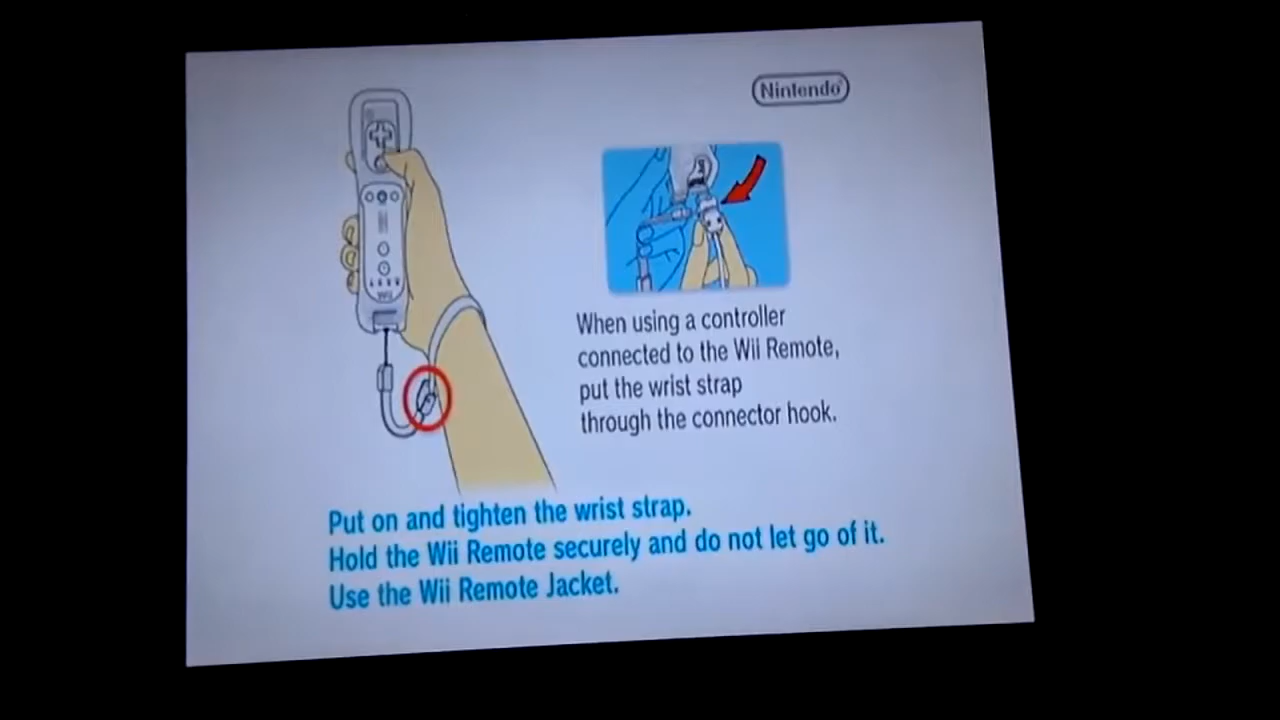 Nintendo
When using a controller
connected to the Wii Remote,
put the wrist strap
through the connector hook.
Put on and tighten the wrist strap.
Hold the Wii Remote securely and do not let go of it.
Use the Wii Remote Jacket.